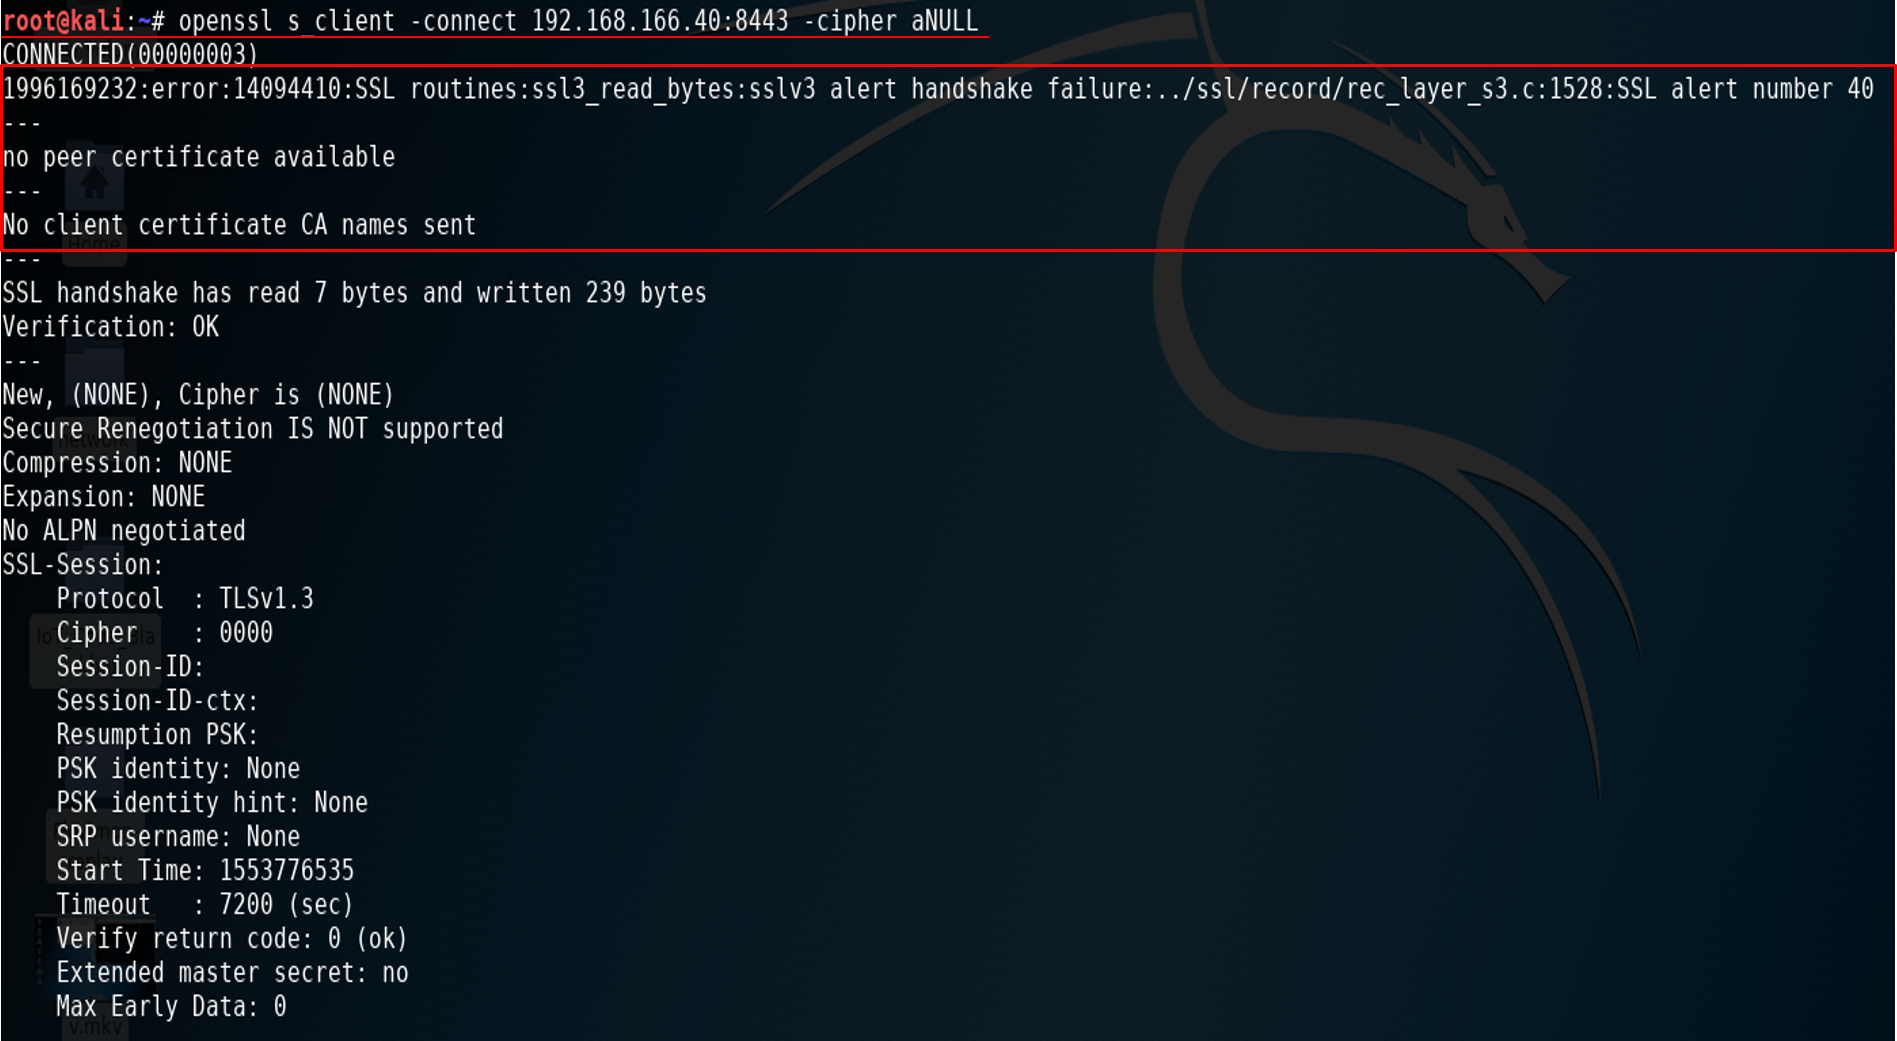 root@kali:~# openssl s_client -connect 192.168.166.40:8443 -cipher aNULL
CONNECTED(00000003)
1996169232:error:14094410:SSL routines:ssl3_read_bytes:sslv3 alert handshake failure:../ssl/record/rec_layer_s3.c:1528:SSL alert number 40
---
no peer certificate available
---
No client certificate CA names sent
Home
---
SSL handshake has read 7 bytes and written 239 bytes
Verification: OK
---
New, (NONE), Cipher is (NONE)
Secure Renegotiation IS NOT supported
network
Compression: NONE
Expansion: NONE
No ALPN negotiated
SSL-Session:
    Protocol  : TLSv1.3
    Cipher    : 0000
    Session-ID:
    Session-ID-ctx:
    Resumption PSK:
    PSK identity: None
    PSK identity hint: None
    SRP username: None
    Start Time: 1553776535
    Timeout   : 7200 (sec)
    Verify return code: 0 (ok)
    Extended master secret: no
    Max Early Data: 0
v.mkv